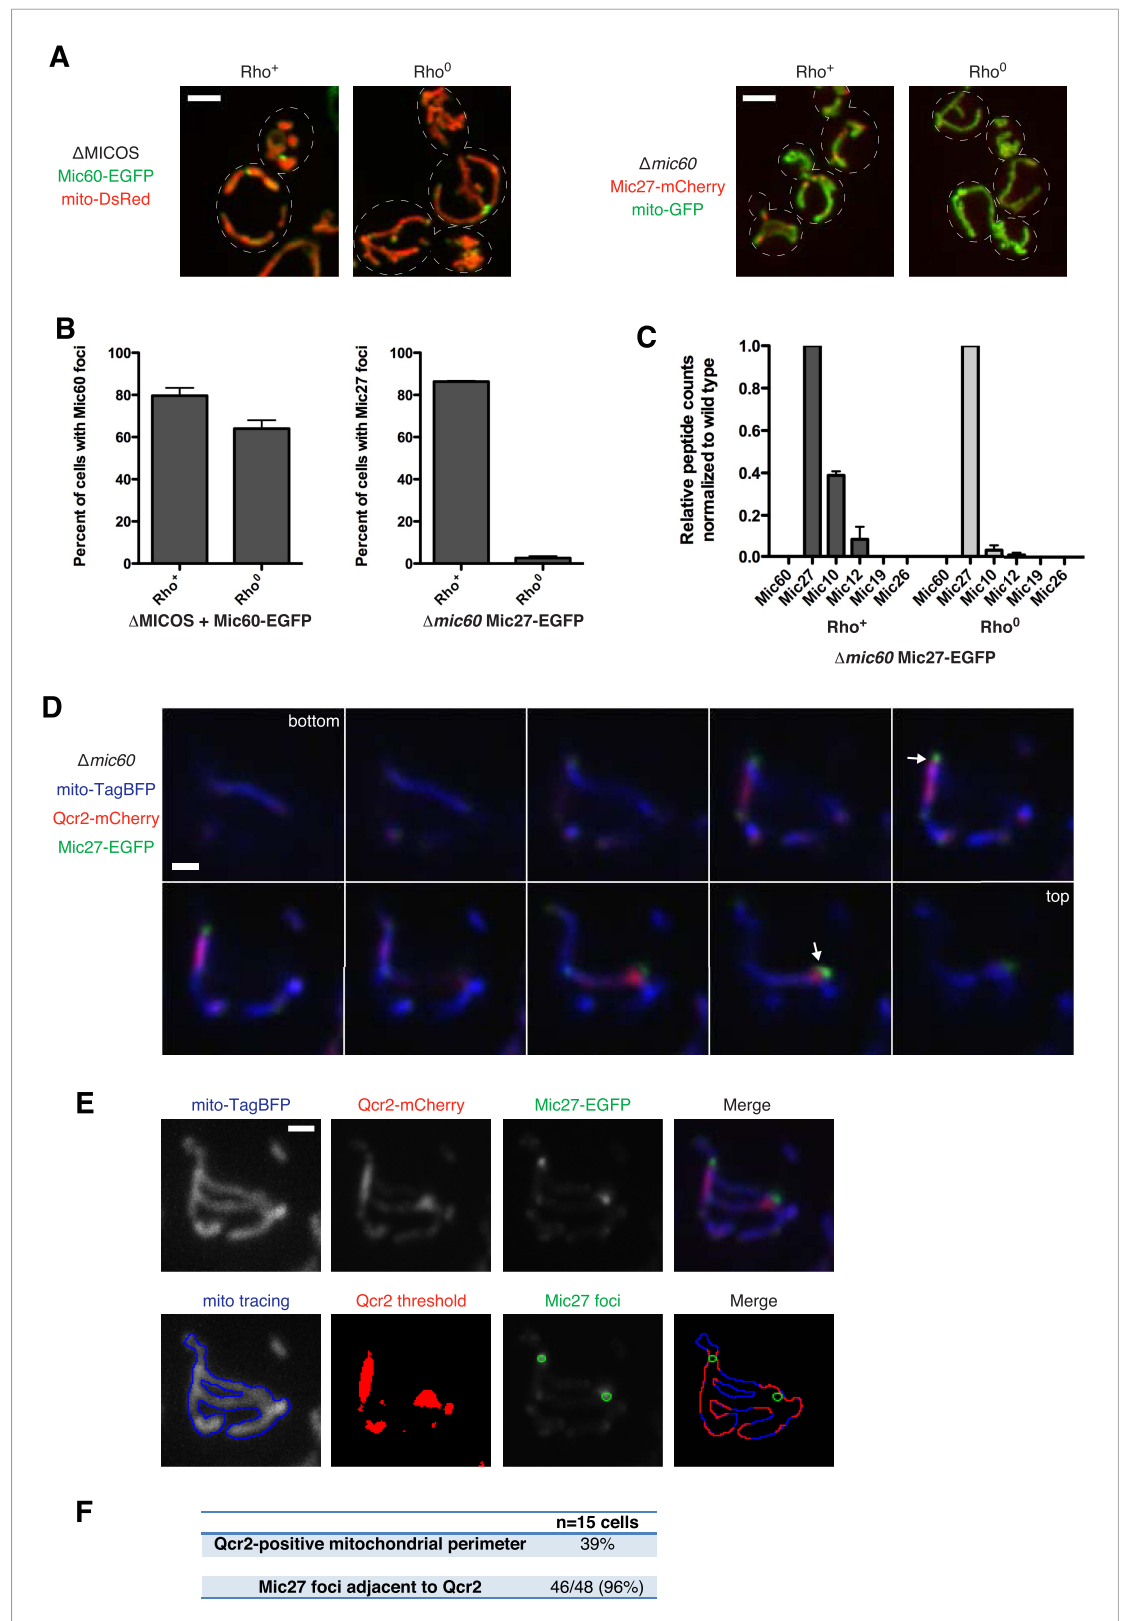 A
Rho+
Rho0
Rho+
Rho0
ΔMICOS
Mic60-EGFP
mito-DsRed
Δmic60
Mic27-mCherry
mito-GFP
B
Percent of cells with Mic60 foci
100
80
60
40
20
0
Rho+
Rho0
ΔMICOS + Mic60-EGFP
Percent of cells with Mic27 foci
100
80
60
40
20
0
Rho+
Rho0
Δmic60 Mic27-EGFP
C
Relative peptide counts
normalized to wild type
1.0
0.8
0.6
0.4
0.2
0.0
Mic60
Mic27
Mic10
Mic12
Mic19
Mic26
Mic60
Mic27
Mic10
Mic12
Mic19
Mic26
Rho+
Rho0
Δmic60 Mic27-EGFP
D
Δmic60
mito-TagBFP
Qcr2-mCherry
Mic27-EGFP
bottom
top
E
mito-TagBFP
Qcr2-mCherry
Mic27-EGFP
Merge
mito tracing
Qcr2 threshold
Mic27 foci
Merge
F
n=15 cells
Qcr2-positive mitochondrial perimeter 39%
Mic27 foci adjacent to Qcr2 46/48 (96%)